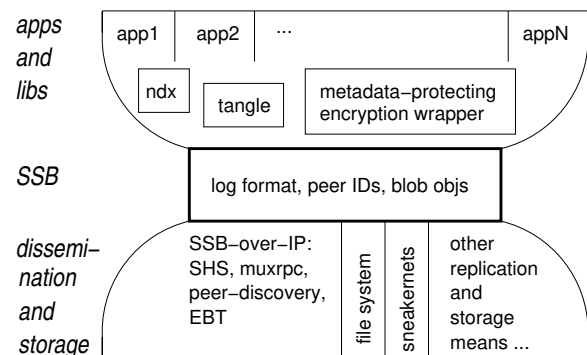 apps
and
libs
app1
app2
...
appN
ndx
tangle
metadata–protecting
encryption wrapper
SSB
log format, peer IDs, blob objs
dissemi–
nation
and
storage
SSB–over–IP:
SHS, muxrpc,
peer–discovery,
EBT
file system
sneakernets
other
replication
and
storage
means ...